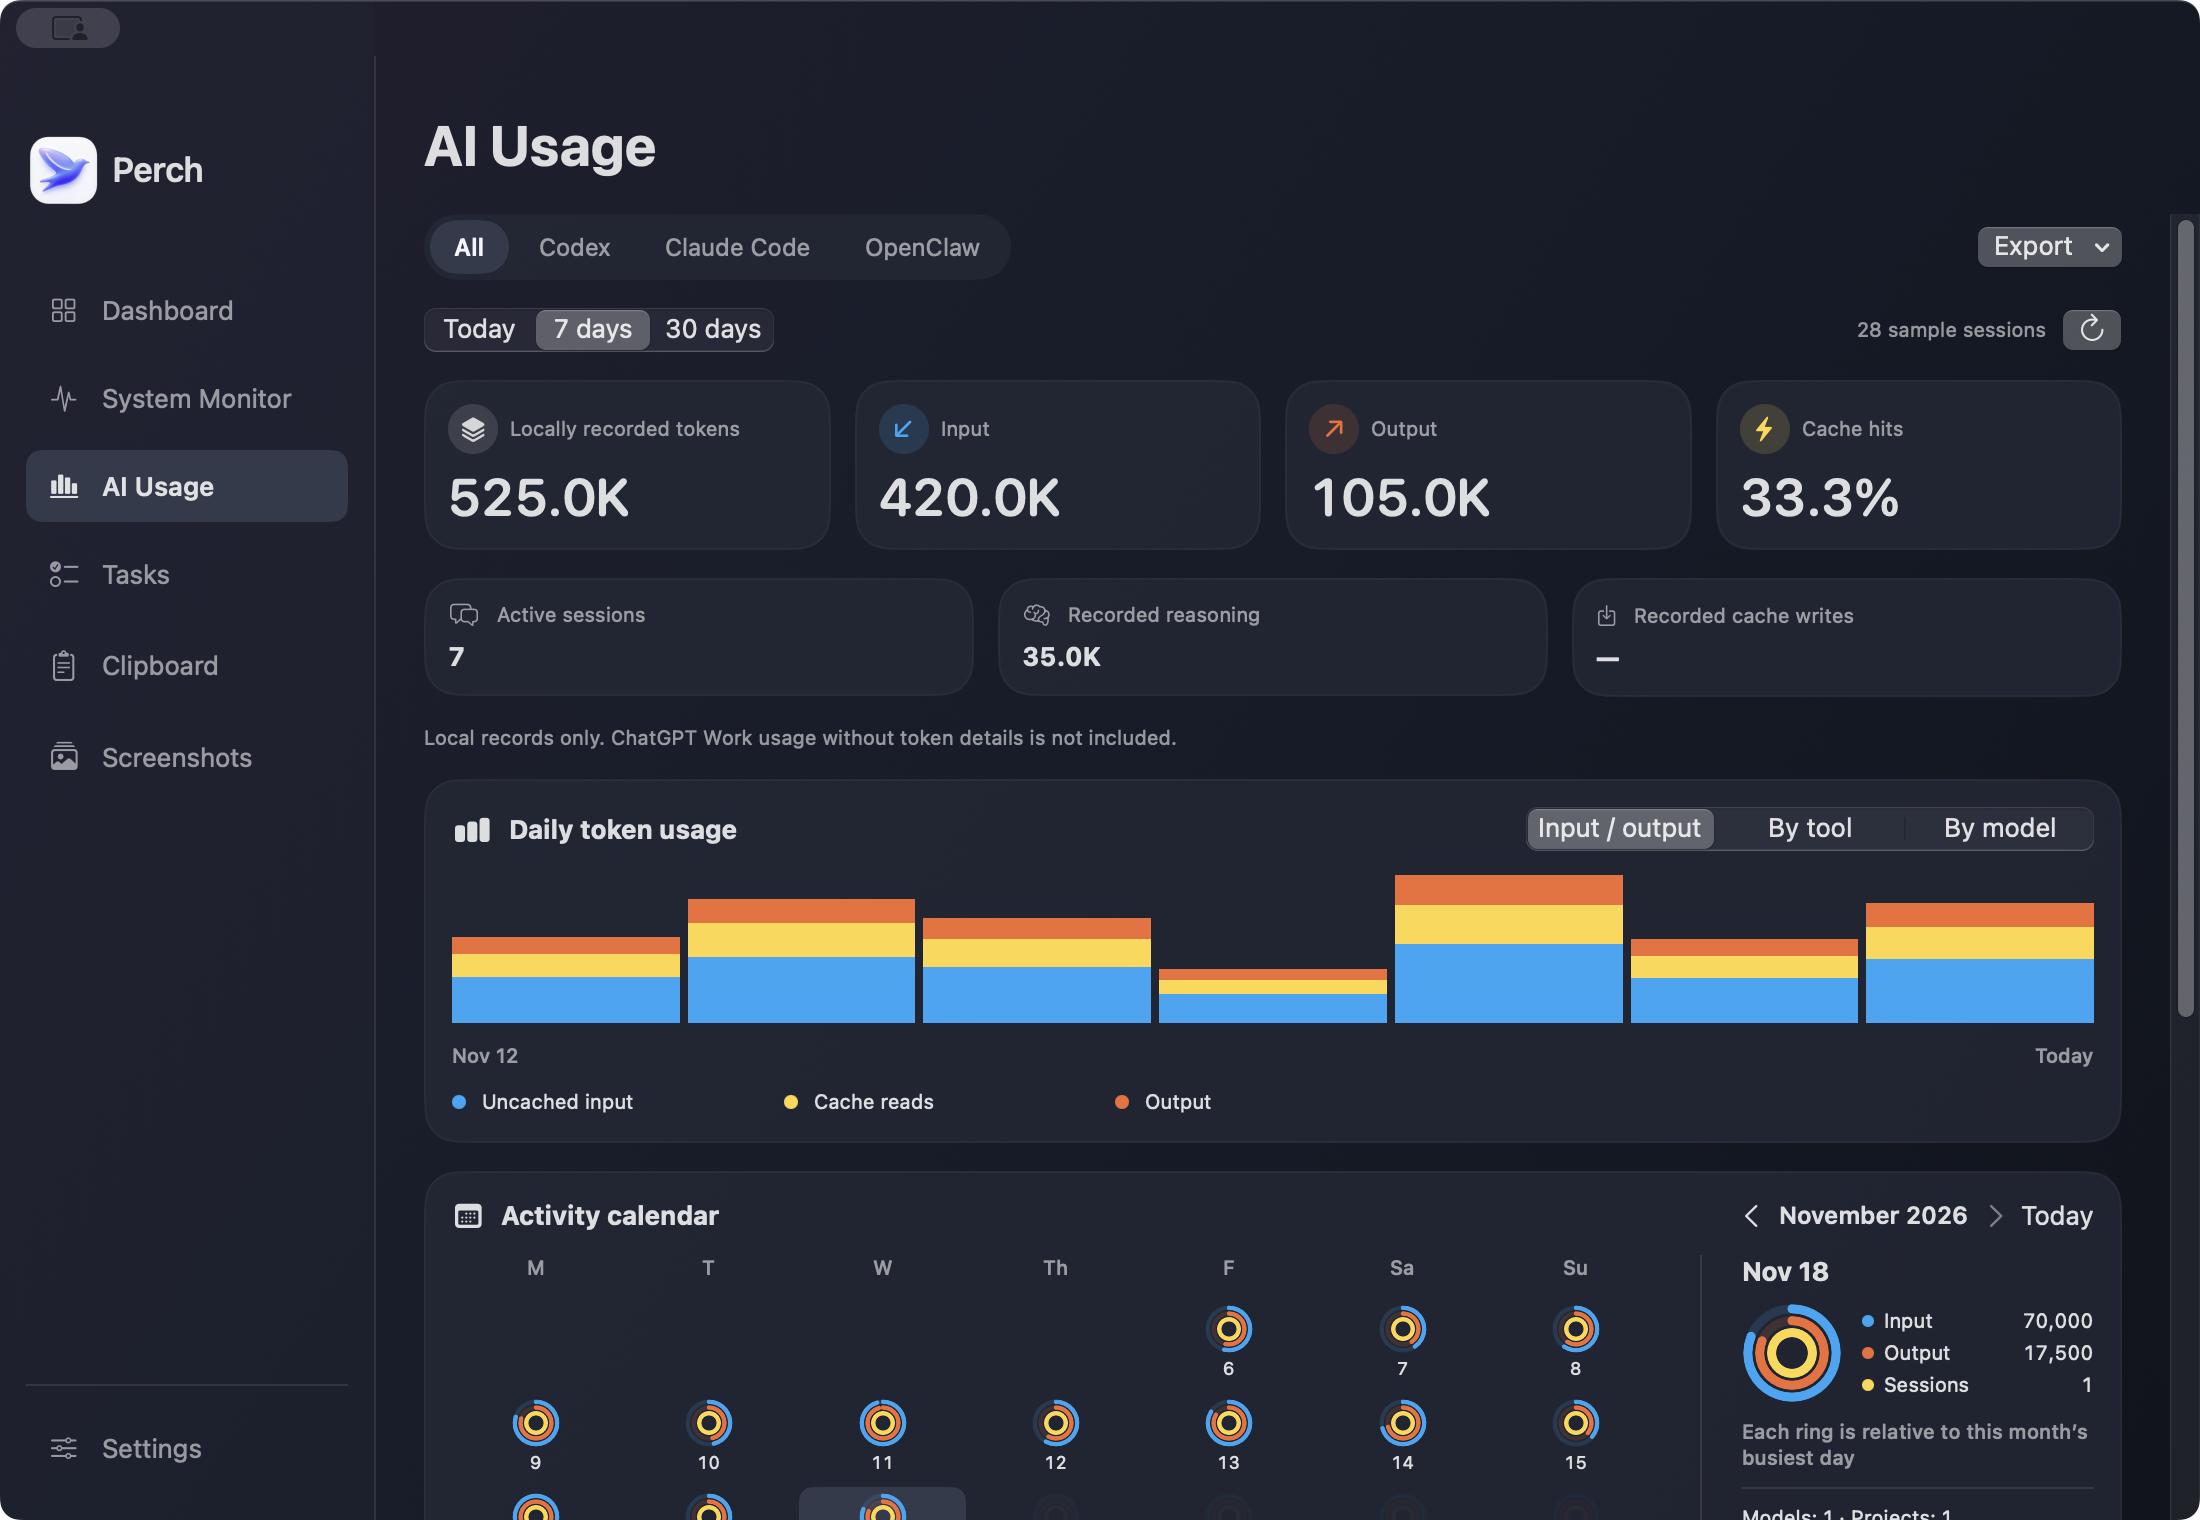 Perch
Dashboard
System Monitor
AI Usage
Tasks
Clipboard
Screenshots
Settings
AI Usage
All Codex Claude Code OpenClaw
Export
Today 7 days 30 days
28 sample sessions
Locally recorded tokens
525.0K
Input
420.0K
Output
105.0K
Cache hits
33.3%
Active sessions
7
Recorded reasoning
35.0K
Recorded cache writes
—
Local records only. ChatGPT Work usage without token details is not included.
Daily token usage
Input / output By tool By model
Nov 12 Today
Uncached input Cache reads Output
Activity calendar
November 2026 Today
M T W Th F Sa Su
6 7 8
9 10 11 12 13 14 15
Nov 18
Input 70,000
Output 17,500
Sessions 1
Each ring is relative to this month's
busiest day
Models: 1 · Projects: 1